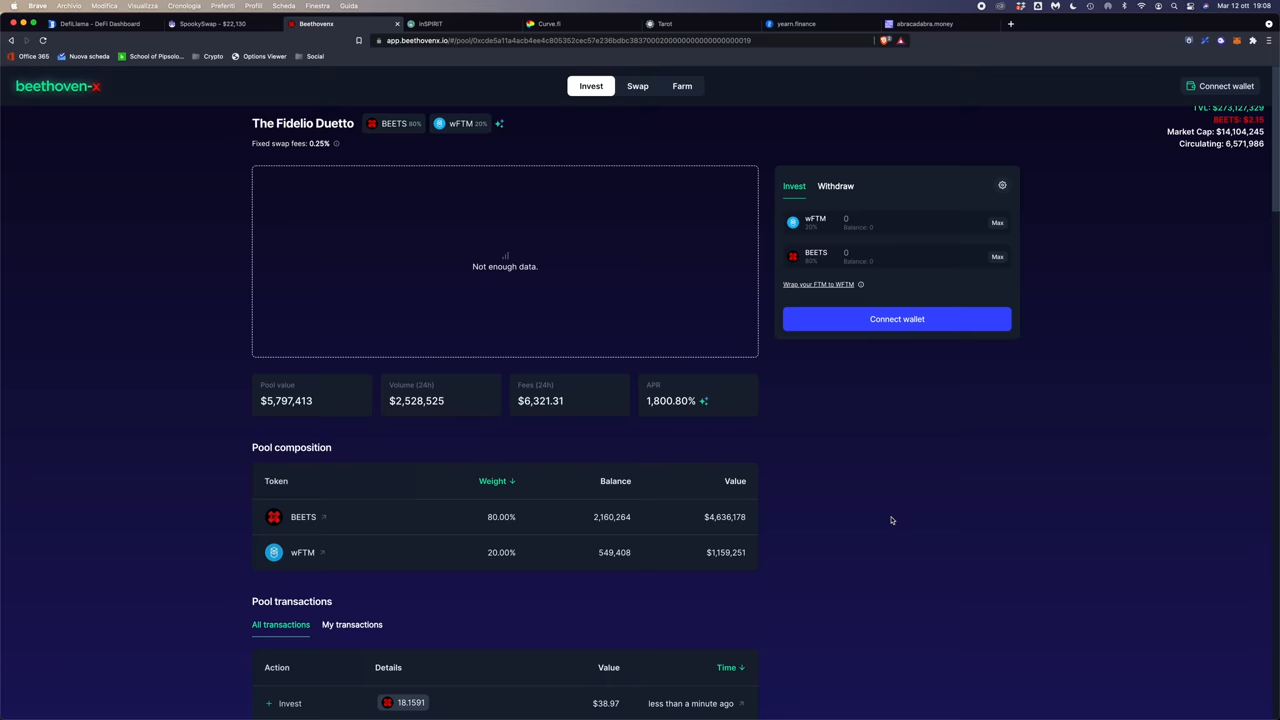 Brave Archivio Modifica Visualizza Cronologia Preferiti Profili Scheda Finestra Guida Mar 12 ott 19:08
DefiLlama - DeFi Dashboard SpookySwap - $22,130 Beethovenx inSPIRIT Curve.fi Tarot yearn.finance abracadabra.money
app.beethovenx.io/#/pool/0xcde5a11a4acb4ee4c805352cec57e236bdbc3837000200000000000000000019
Office 365 Nuova scheda School of Pipsolo... Crypto Options Viewer Social
beethoven-x Invest Swap Farm Connect wallet
TVL: $273,127,329
BEETS: $2.15
Market Cap: $14,104,245
Circulating: 6,571,986
The Fidelio Duetto BEETS 80% wFTM 20%
Fixed swap fees: 0.25%
Not enough data.
Invest Withdraw
wFTM 0 Max
20% Balance: 0
BEETS 0 Max
80% Balance: 0
Wrap your FTM to WFTM
Connect wallet
Pool value Volume (24h) Fees (24h) APR
$5,797,413 $2,528,525 $6,321.31 1,800.80%
Pool composition
Token Weight ↓ Balance Value
BEETS 80.00% 2,160,264 $4,636,178
wFTM 20.00% 549,408 $1,159,251
Pool transactions
All transactions My transactions
Action Details Value Time ↓
+ Invest 18.1591 $38.97 less than a minute ago